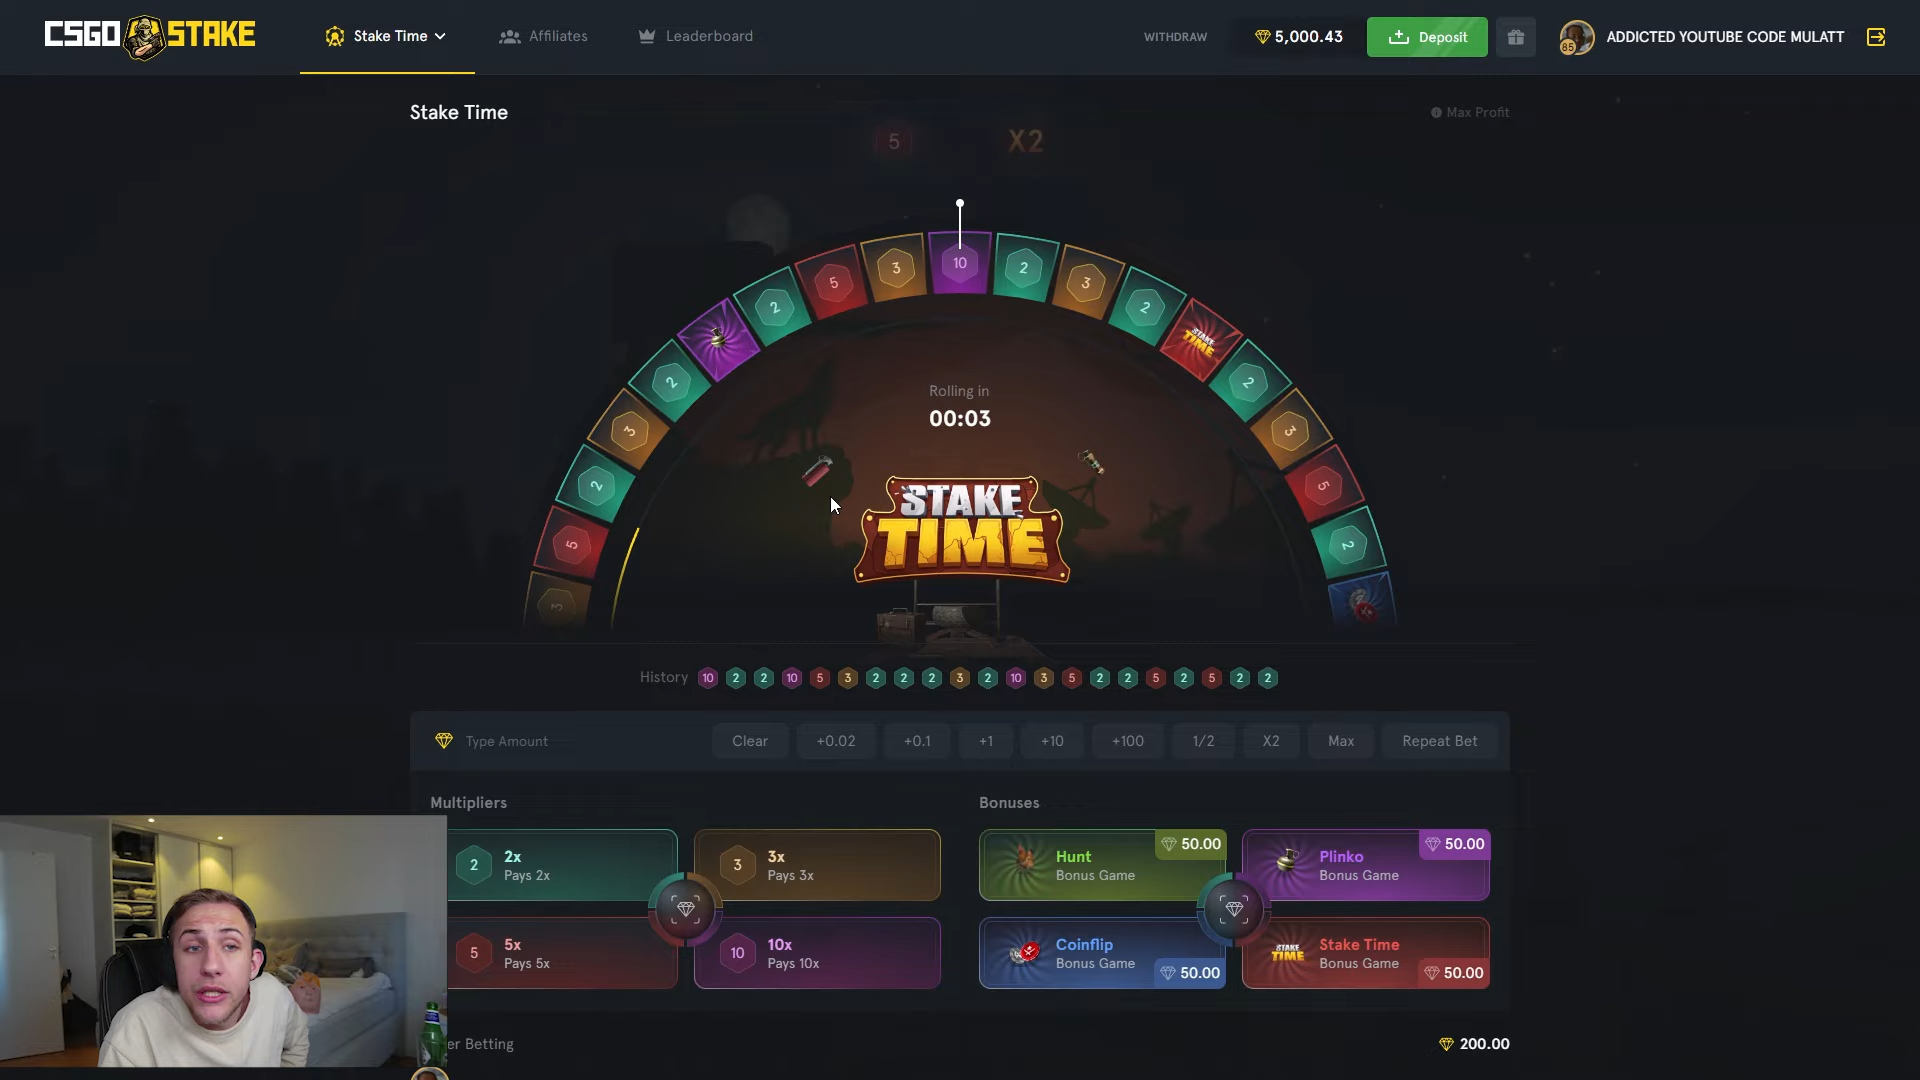 CSGO STAKE
Stake Time
Affiliates
Leaderboard
WITHDRAW
5,000.43
Deposit
85
ADDICTED YOUTUBE CODE MULATT
Stake Time
Max Profit
5
X2
3
5
2
3
2
2
5
3
10
2
3
2
STAKE TIME
2
3
5
2
Rolling in
00:03
STAKE
TIME
History 10 2 2 10 5 3 2 2 2 3 2 10 3 5 2 2 5 2 5 2 2
Type Amount
Clear
+0.02
+0.1
+1
+10
+100
1/2
X2
Max
Repeat Bet
Multipliers
2
2x
Pays 2x
3
3x
Pays 3x
5
5x
Pays 5x
10
10x
Pays 10x
Bonuses
Hunt
Bonus Game
50.00
Plinko
Bonus Game
50.00
Coinflip
Bonus Game
50.00
STAKE TIME
Stake Time
Bonus Game
50.00
er Betting
200.00